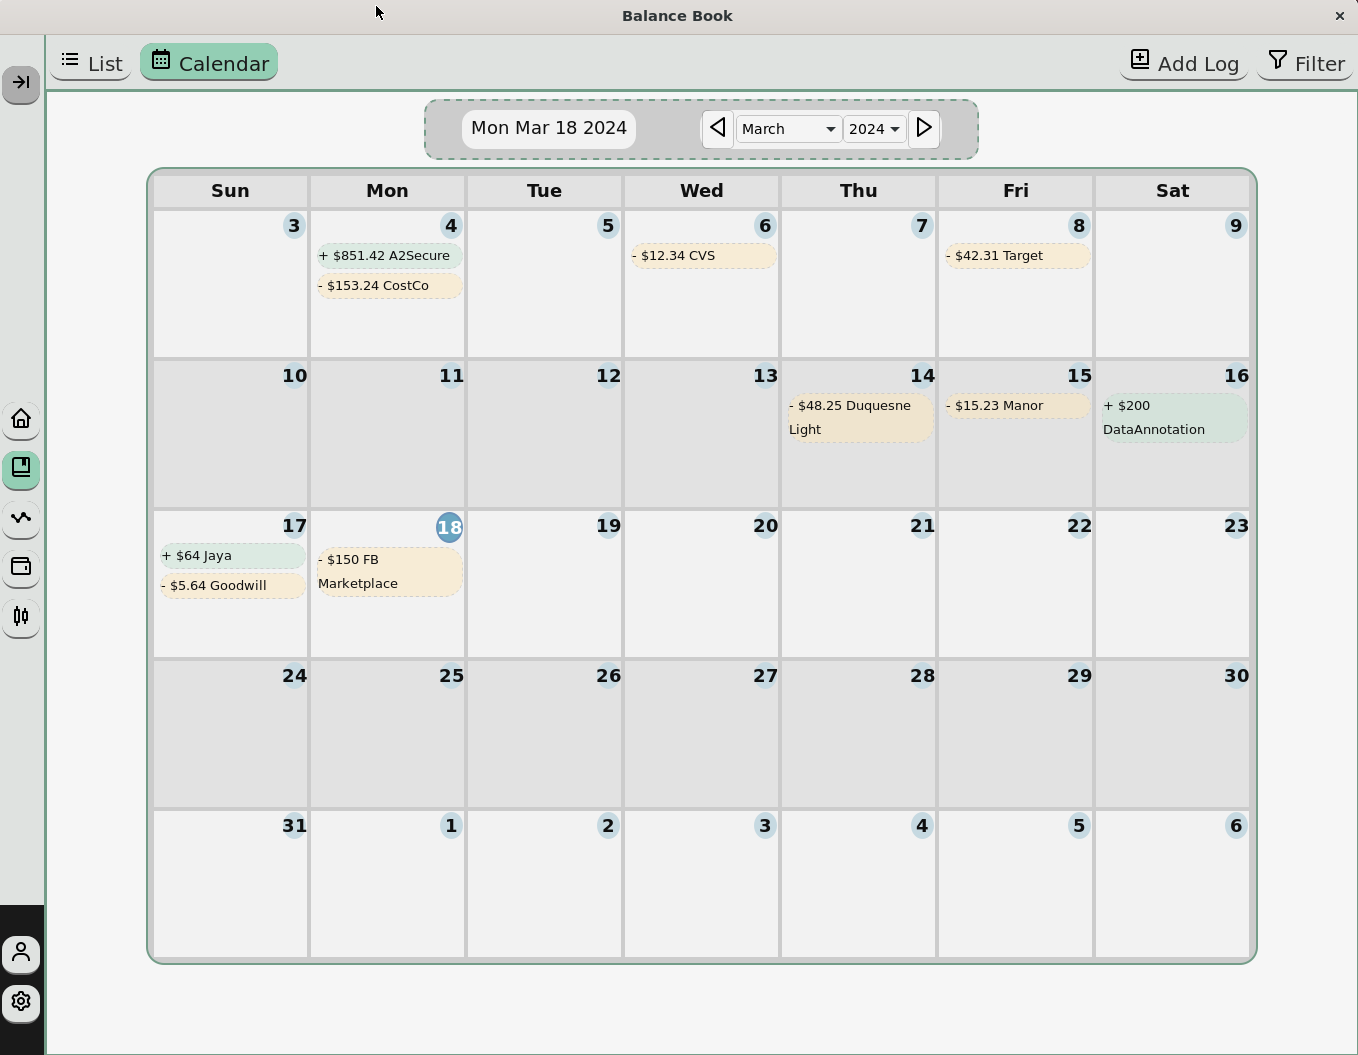 Balance Book
List
Calendar
Add Log
Filter
Mon Mar 18 2024
March
2024
Sun Mon Tue Wed Thu Fri Sat
3 4 5 6 7 8 9
+ $851.42 A2Secure
- $153.24 CostCo
- $12.34 CVS
- $42.31 Target
10 11 12 13 14 15 16
- $48.25 Duquesne
Light
- $15.23 Manor
+ $200
DataAnnotation
17 18 19 20 21 22 23
+ $64 Jaya
- $5.64 Goodwill
- $150 FB
Marketplace
24 25 26 27 28 29 30
31 1 2 3 4 5 6